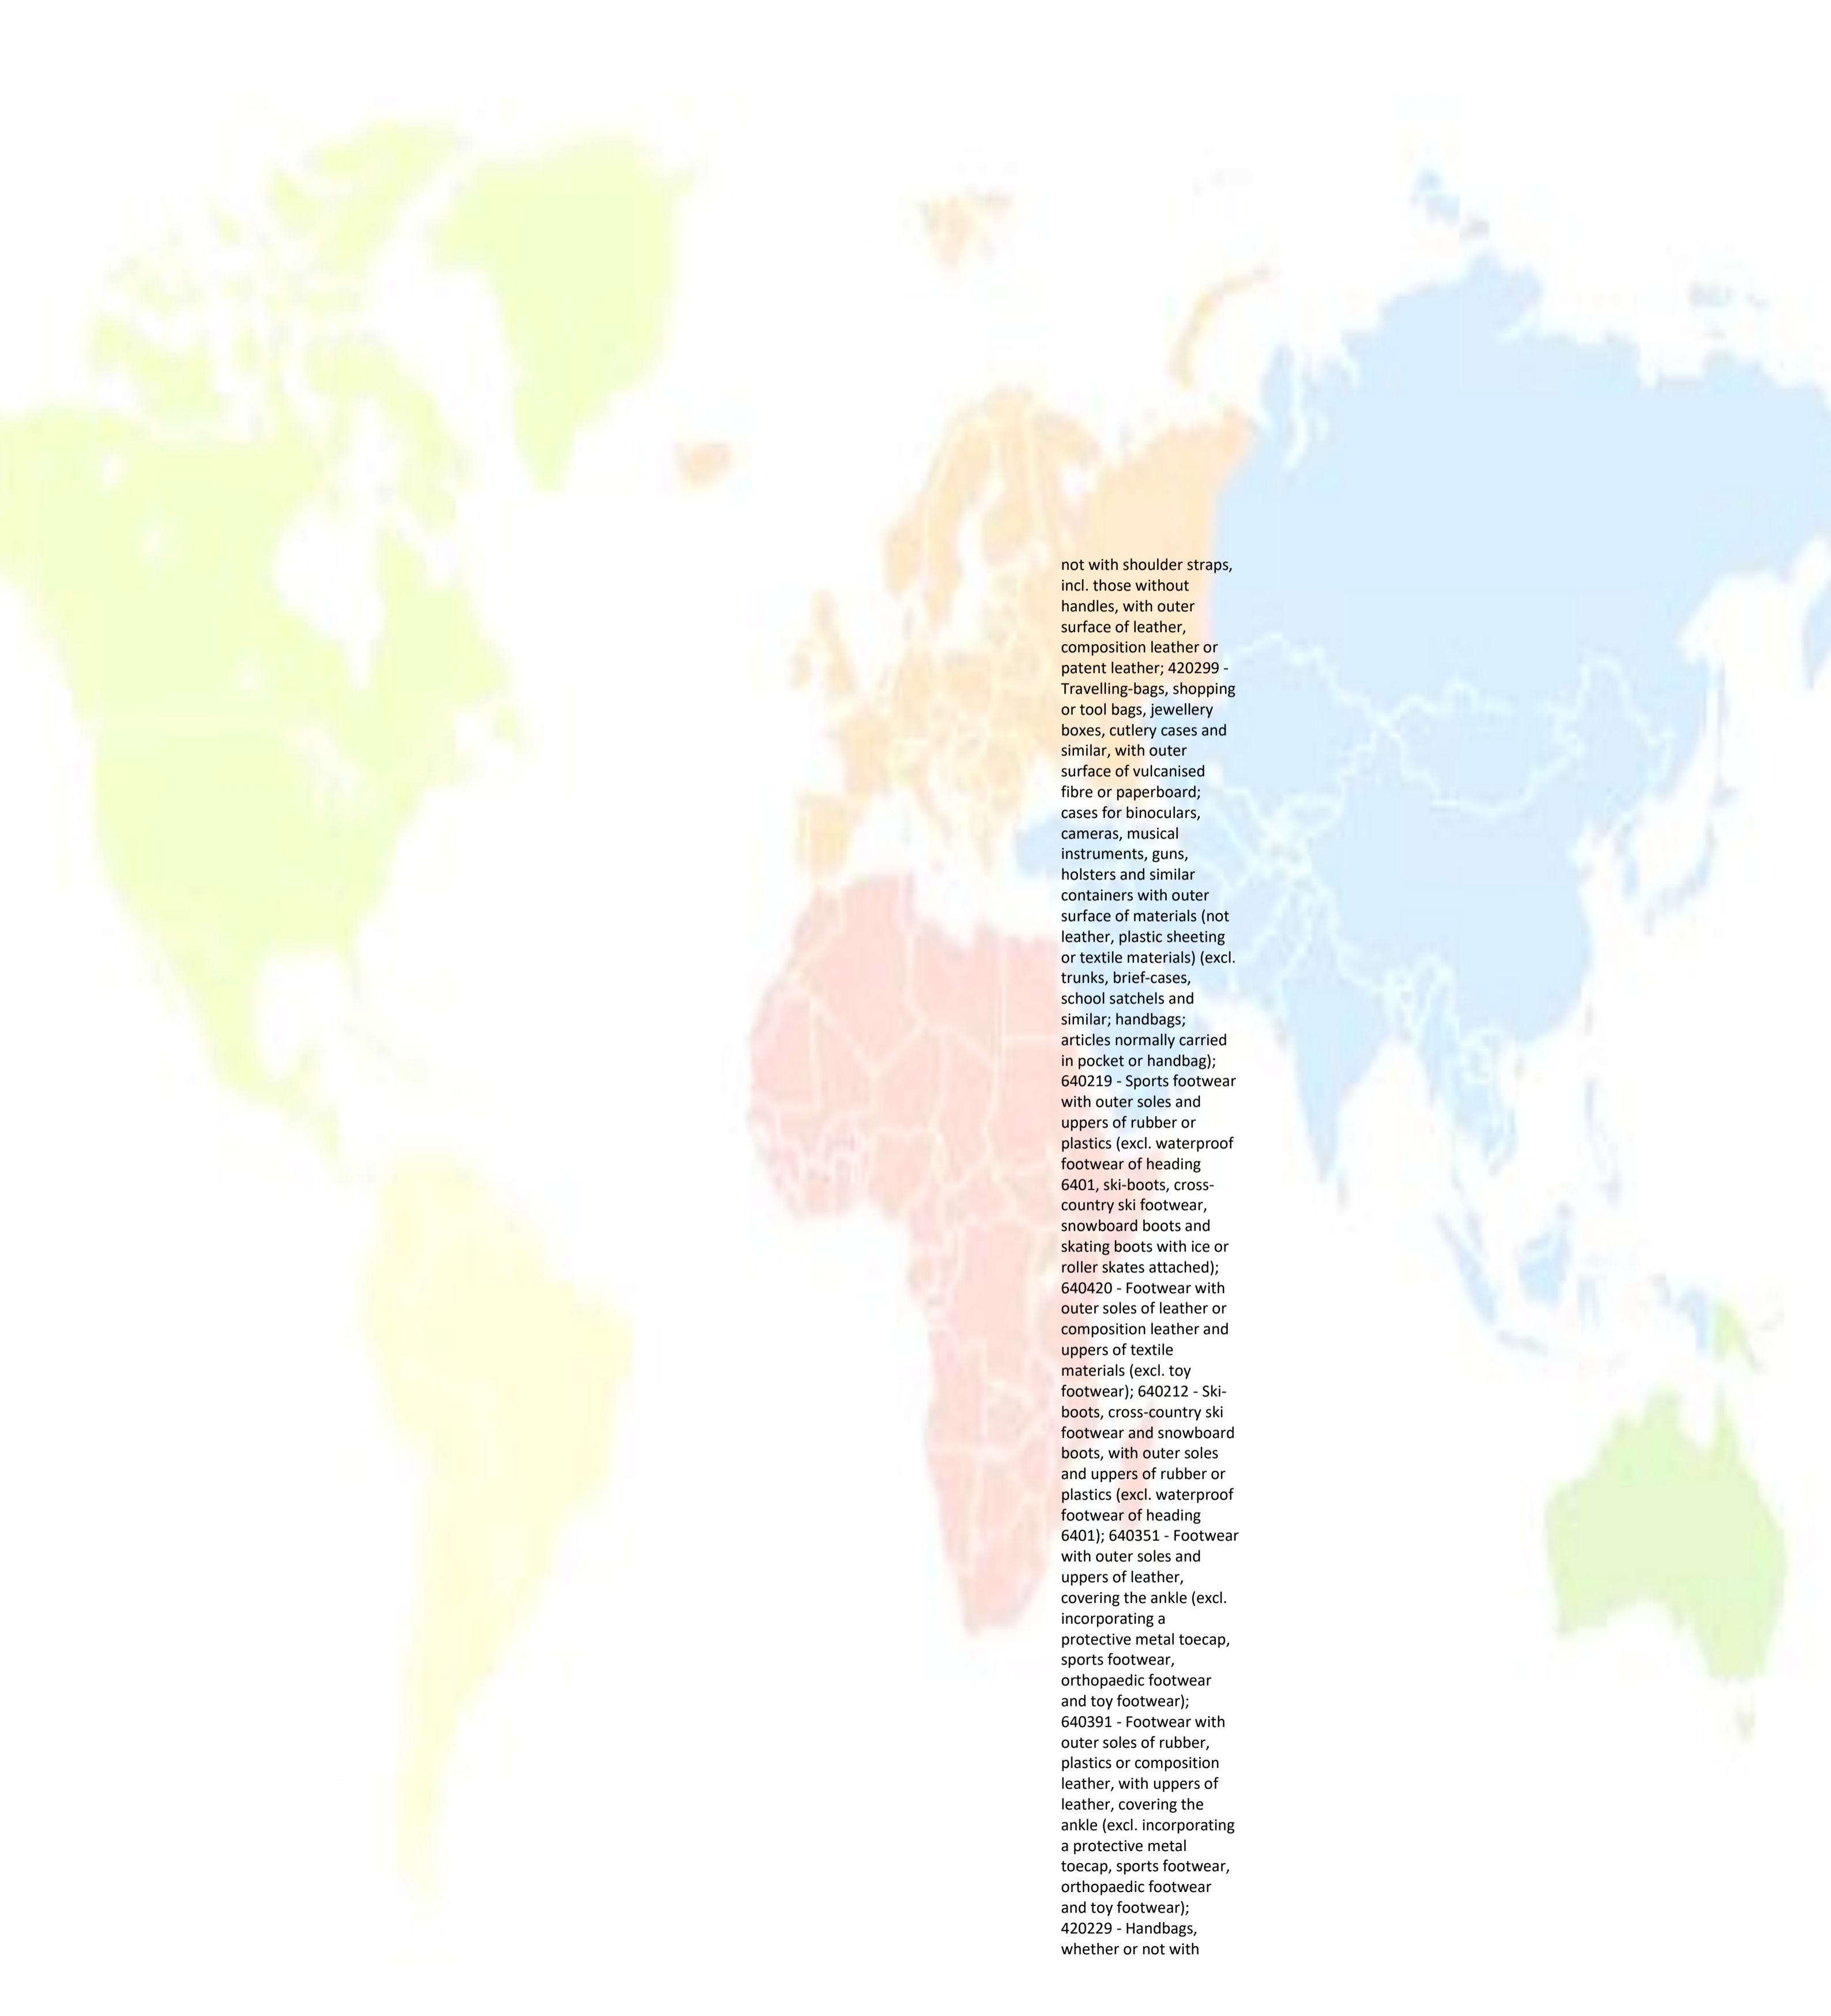 not with shoulder straps,
incl. those without
handles, with outer
surface of leather,
composition leather or
patent leather; 420299 -
Travelling-bags, shopping
or tool bags, jewellery
boxes, cutlery cases and
similar, with outer
surface of vulcanised
fibre or paperboard;
cases for binoculars,
cameras, musical
instruments, guns,
holsters and similar
containers with outer
surface of materials (not
leather, plastic sheeting
or textile materials) (excl.
trunks, brief-cases,
school satchels and
similar; handbags;
articles normally carried
in pocket or handbag);
640219 - Sports footwear
with outer soles and
uppers of rubber or
plastics (excl. waterproof
footwear of heading
6401, ski-boots, cross-
country ski footwear,
snowboard boots and
skating boots with ice or
roller skates attached);
640420 - Footwear with
outer soles of leather or
composition leather and
uppers of textile
materials (excl. toy
footwear); 640212 - Ski-
boots, cross-country ski
footwear and snowboard
boots, with outer soles
and uppers of rubber or
plastics (excl. waterproof
footwear of heading
6401); 640351 - Footwear
with outer soles and
uppers of leather,
covering the ankle (excl.
incorporating a
protective metal toecap,
sports footwear,
orthopaedic footwear
and toy footwear);
640391 - Footwear with
outer soles of rubber,
plastics or composition
leather, with uppers of
leather, covering the
ankle (excl. incorporating
a protective metal
toecap, sports footwear,
orthopaedic footwear
and toy footwear);
420229 - Handbags,
whether or not with